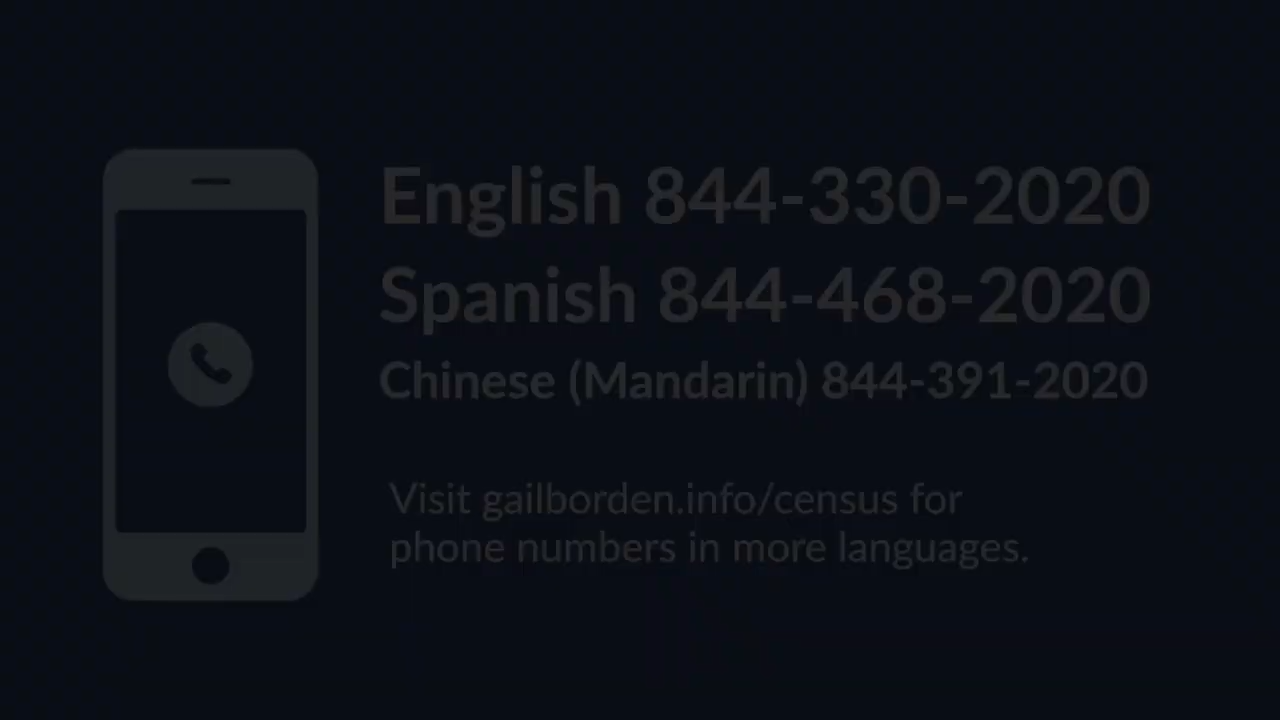 English 844-330-2020
Spanish 844-468-2020
Chinese (Mandarin) 844-391-2020
Visit gailborden.info/census for
phone numbers in more languages.